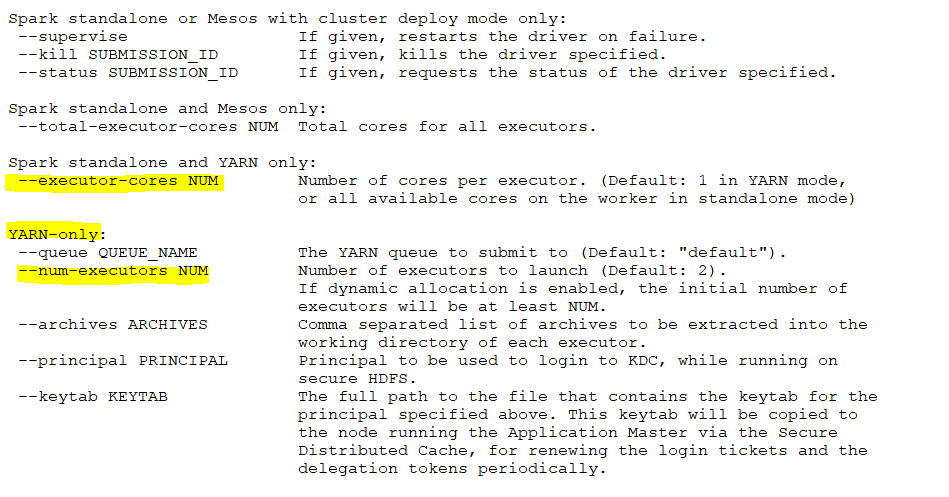 Spark standalone or Mesos with cluster deploy mode only:
--supervise If given, restarts the driver on failure.
--kill SUBMISSION_ID If given, kills the driver specified.
--status SUBMISSION_ID If given, requests the status of the driver specified.
Spark standalone and Mesos only:
--total-executor-cores NUM Total cores for all executors.
Spark standalone and YARN only:
--executor-cores NUM Number of cores per executor. (Default: 1 in YARN mode,
or all available cores on the worker in standalone mode)
YARN-only:
--queue QUEUE_NAME The YARN queue to submit to (Default: "default").
--num-executors NUM Number of executors to launch (Default: 2).
If dynamic allocation is enabled, the initial number of
executors will be at least NUM.
--archives ARCHIVES Comma separated list of archives to be extracted into the
working directory of each executor.
--principal PRINCIPAL Principal to be used to login to KDC, while running on
secure HDFS.
--keytab KEYTAB The full path to the file that contains the keytab for the
principal specified above. This keytab will be copied to
the node running the Application Master via the Secure
Distributed Cache, for renewing the login tickets and the
delegation tokens periodically.